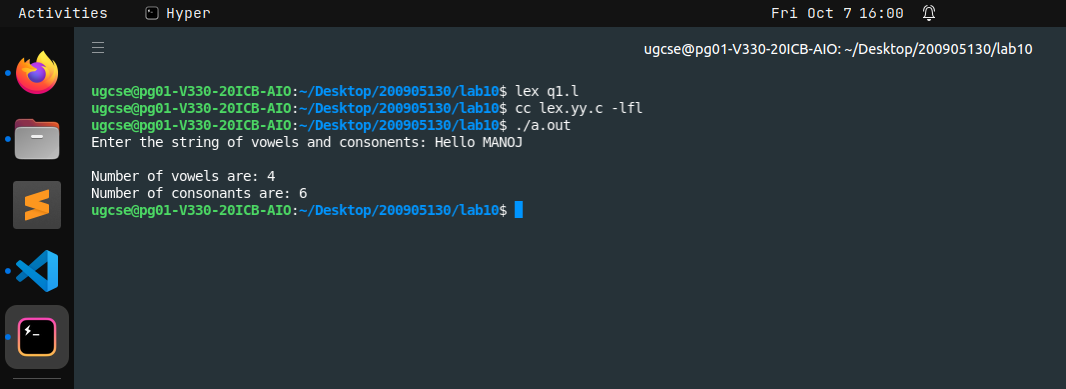 Activities Hyper Fri Oct 7 16:00
ugcse@pg01-V330-20ICB-AIO: ~/Desktop/200905130/lab10
ugcse@pg01-V330-20ICB-AIO:~/Desktop/200905130/lab10$ lex q1.l
ugcse@pg01-V330-20ICB-AIO:~/Desktop/200905130/lab10$ cc lex.yy.c -lfl
ugcse@pg01-V330-20ICB-AIO:~/Desktop/200905130/lab10$ ./a.out
Enter the string of vowels and consonents: Hello MANOJ
Number of vowels are: 4
Number of consonants are: 6
ugcse@pg01-V330-20ICB-AIO:~/Desktop/200905130/lab10$